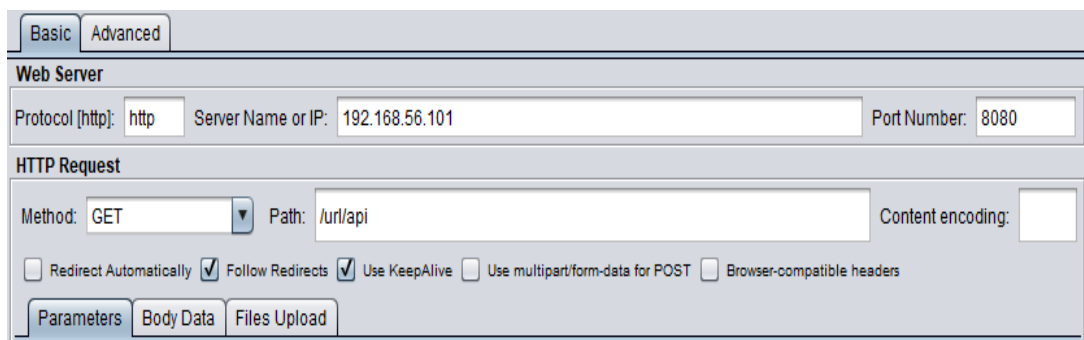 Basic Advanced
Web Server
Protocol [http]: http Server Name or IP: 192.168.56.101 Port Number: 8080
HTTP Request
Method: GET Path: /url/api Content encoding:
Redirect Automatically Follow Redirects Use KeepAlive Use multipart/form-data for POST Browser-compatible headers
Parameters Body Data Files Upload